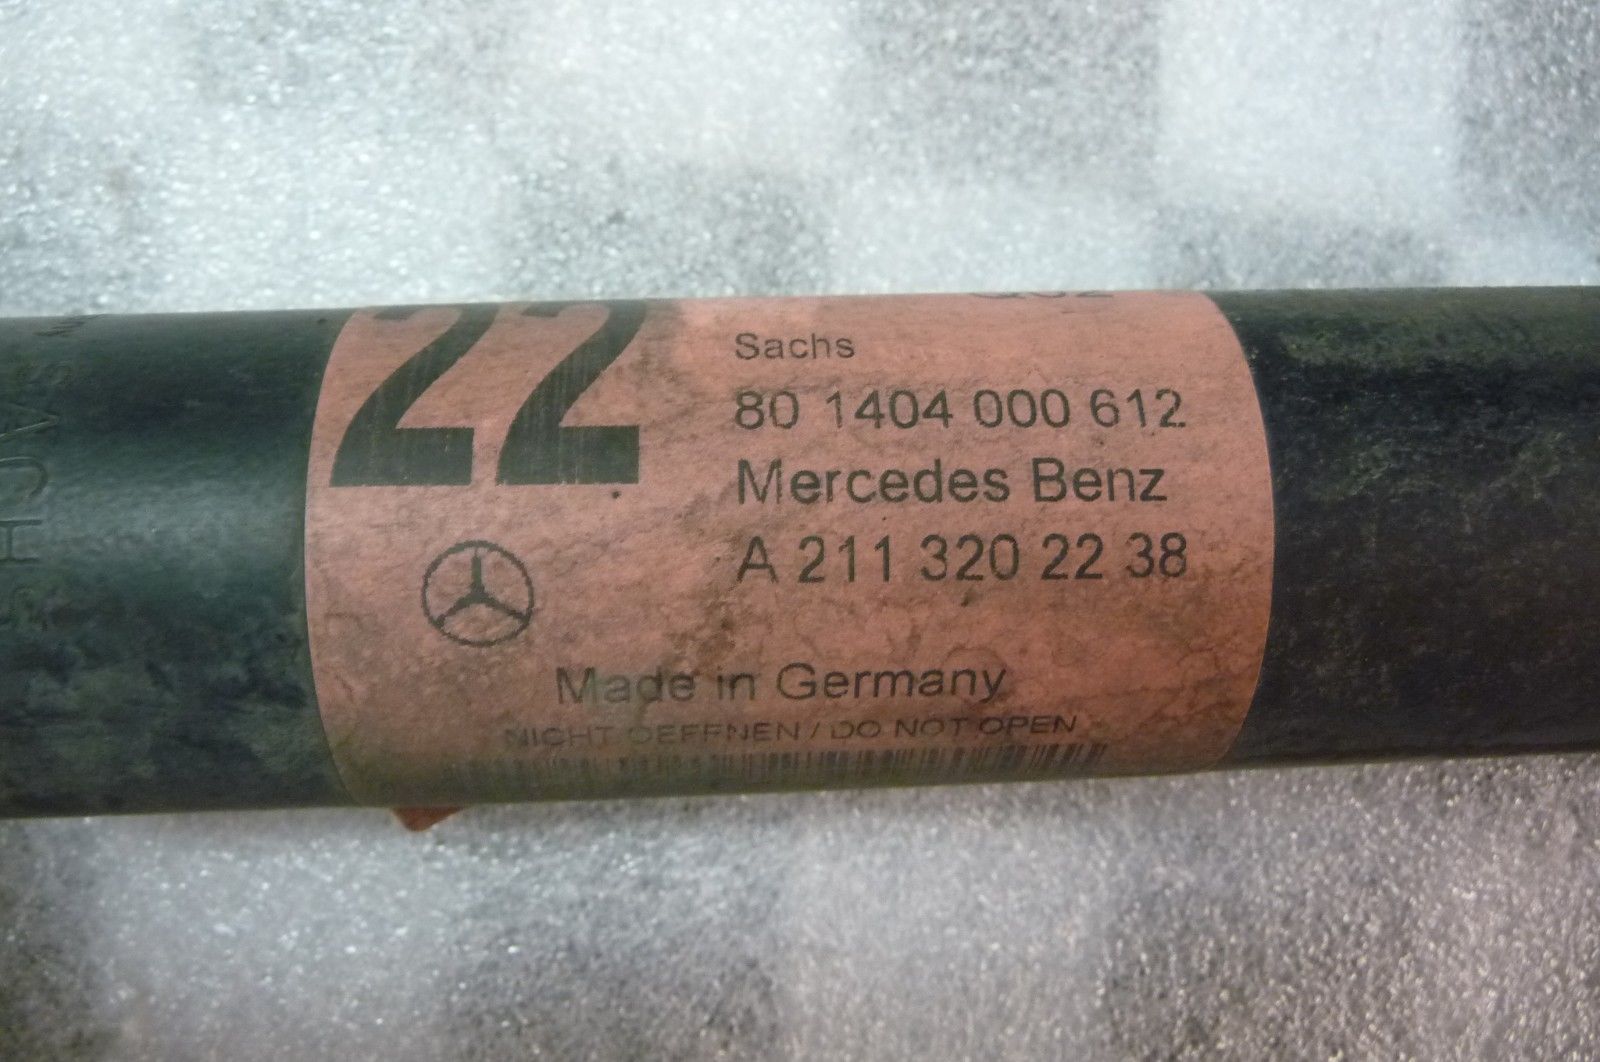 22
Sachs
80 1404 000 612
Mercedes Benz
A 211 320 22 38
Made in Germany
NICHT OEFFNEN / DO NOT OPEN
SACHS